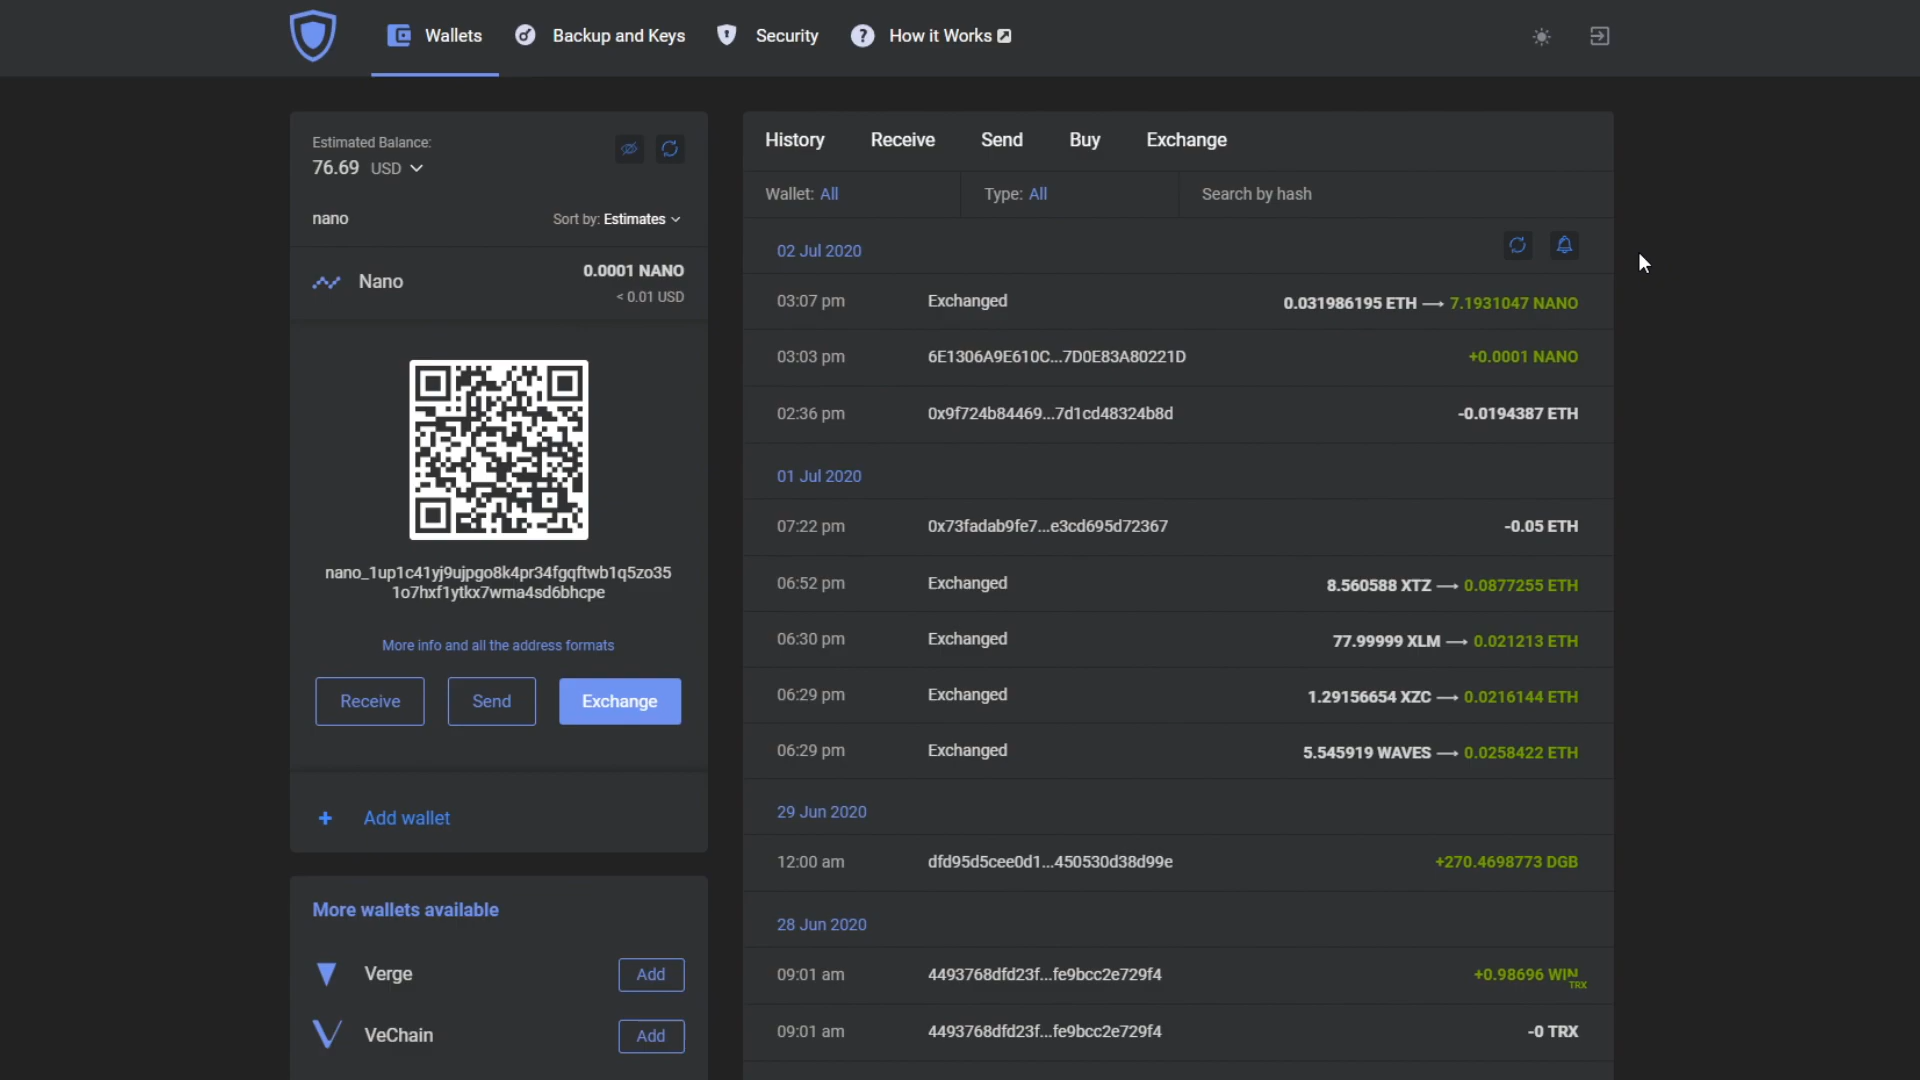 Wallets
Backup and Keys
Security
How it Works
Estimated Balance:
76.69 USD
nano
Sort by: Estimates
Nano
0.0001 NANO
< 0.01 USD
nano_1up1c41yj9ujpgo8k4pr34fgqftwb1q5zo35
1o7hxf1ytkx7wma4sd6bhcpe
More info and all the address formats
Receive
Send
Exchange
+ Add wallet
More wallets available
Verge
Add
VeChain
Add
History
Receive
Send
Buy
Exchange
Wallet: All
Type: All
Search by hash
02 Jul 2020
03:07 pm Exchanged 0.031986195 ETH → 7.1931047 NANO
03:03 pm 6E1306A9E610C...7D0E83A80221D +0.0001 NANO
02:36 pm 0x9f724b84469...7d1cd48324b8d -0.0194387 ETH
01 Jul 2020
07:22 pm 0x73fadab9fe7...e3cd695d72367 -0.05 ETH
06:52 pm Exchanged 8.560588 XTZ → 0.0877255 ETH
06:30 pm Exchanged 77.99999 XLM → 0.021213 ETH
06:29 pm Exchanged 1.29156654 XZC → 0.0216144 ETH
06:29 pm Exchanged 5.545919 WAVES → 0.0258422 ETH
29 Jun 2020
12:00 am dfd95d5cee0d1...450530d38d99e +270.4698773 DGB
28 Jun 2020
09:01 am 4493768dfd23f...fe9bcc2e729f4 +0.98696 WIN
TRX
09:01 am 4493768dfd23f...fe9bcc2e729f4 -0 TRX